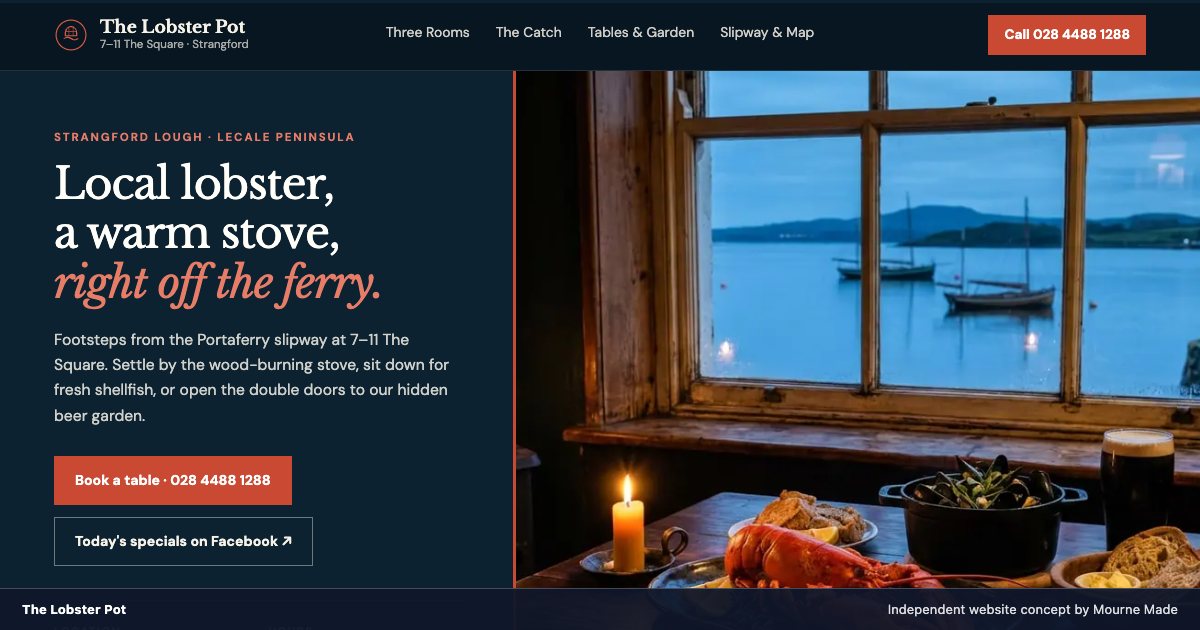 The Lobster Pot
7–11 The Square · Strangford
Three Rooms
The Catch
Tables & Garden
Slipway & Map
Call 028 4488 1288
STRANGFORD LOUGH · LECALE PENINSULA
Local lobster,
a warm stove,
right off the ferry.
Footsteps from the Portaferry slipway at 7–11 The
Square. Settle by the wood-burning stove, sit down for
fresh shellfish, or open the double doors to our hidden
beer garden.
Book a table · 028 4488 1288
Today's specials on Facebook ↗
The Lobster Pot
Independent website concept by Mourne Made